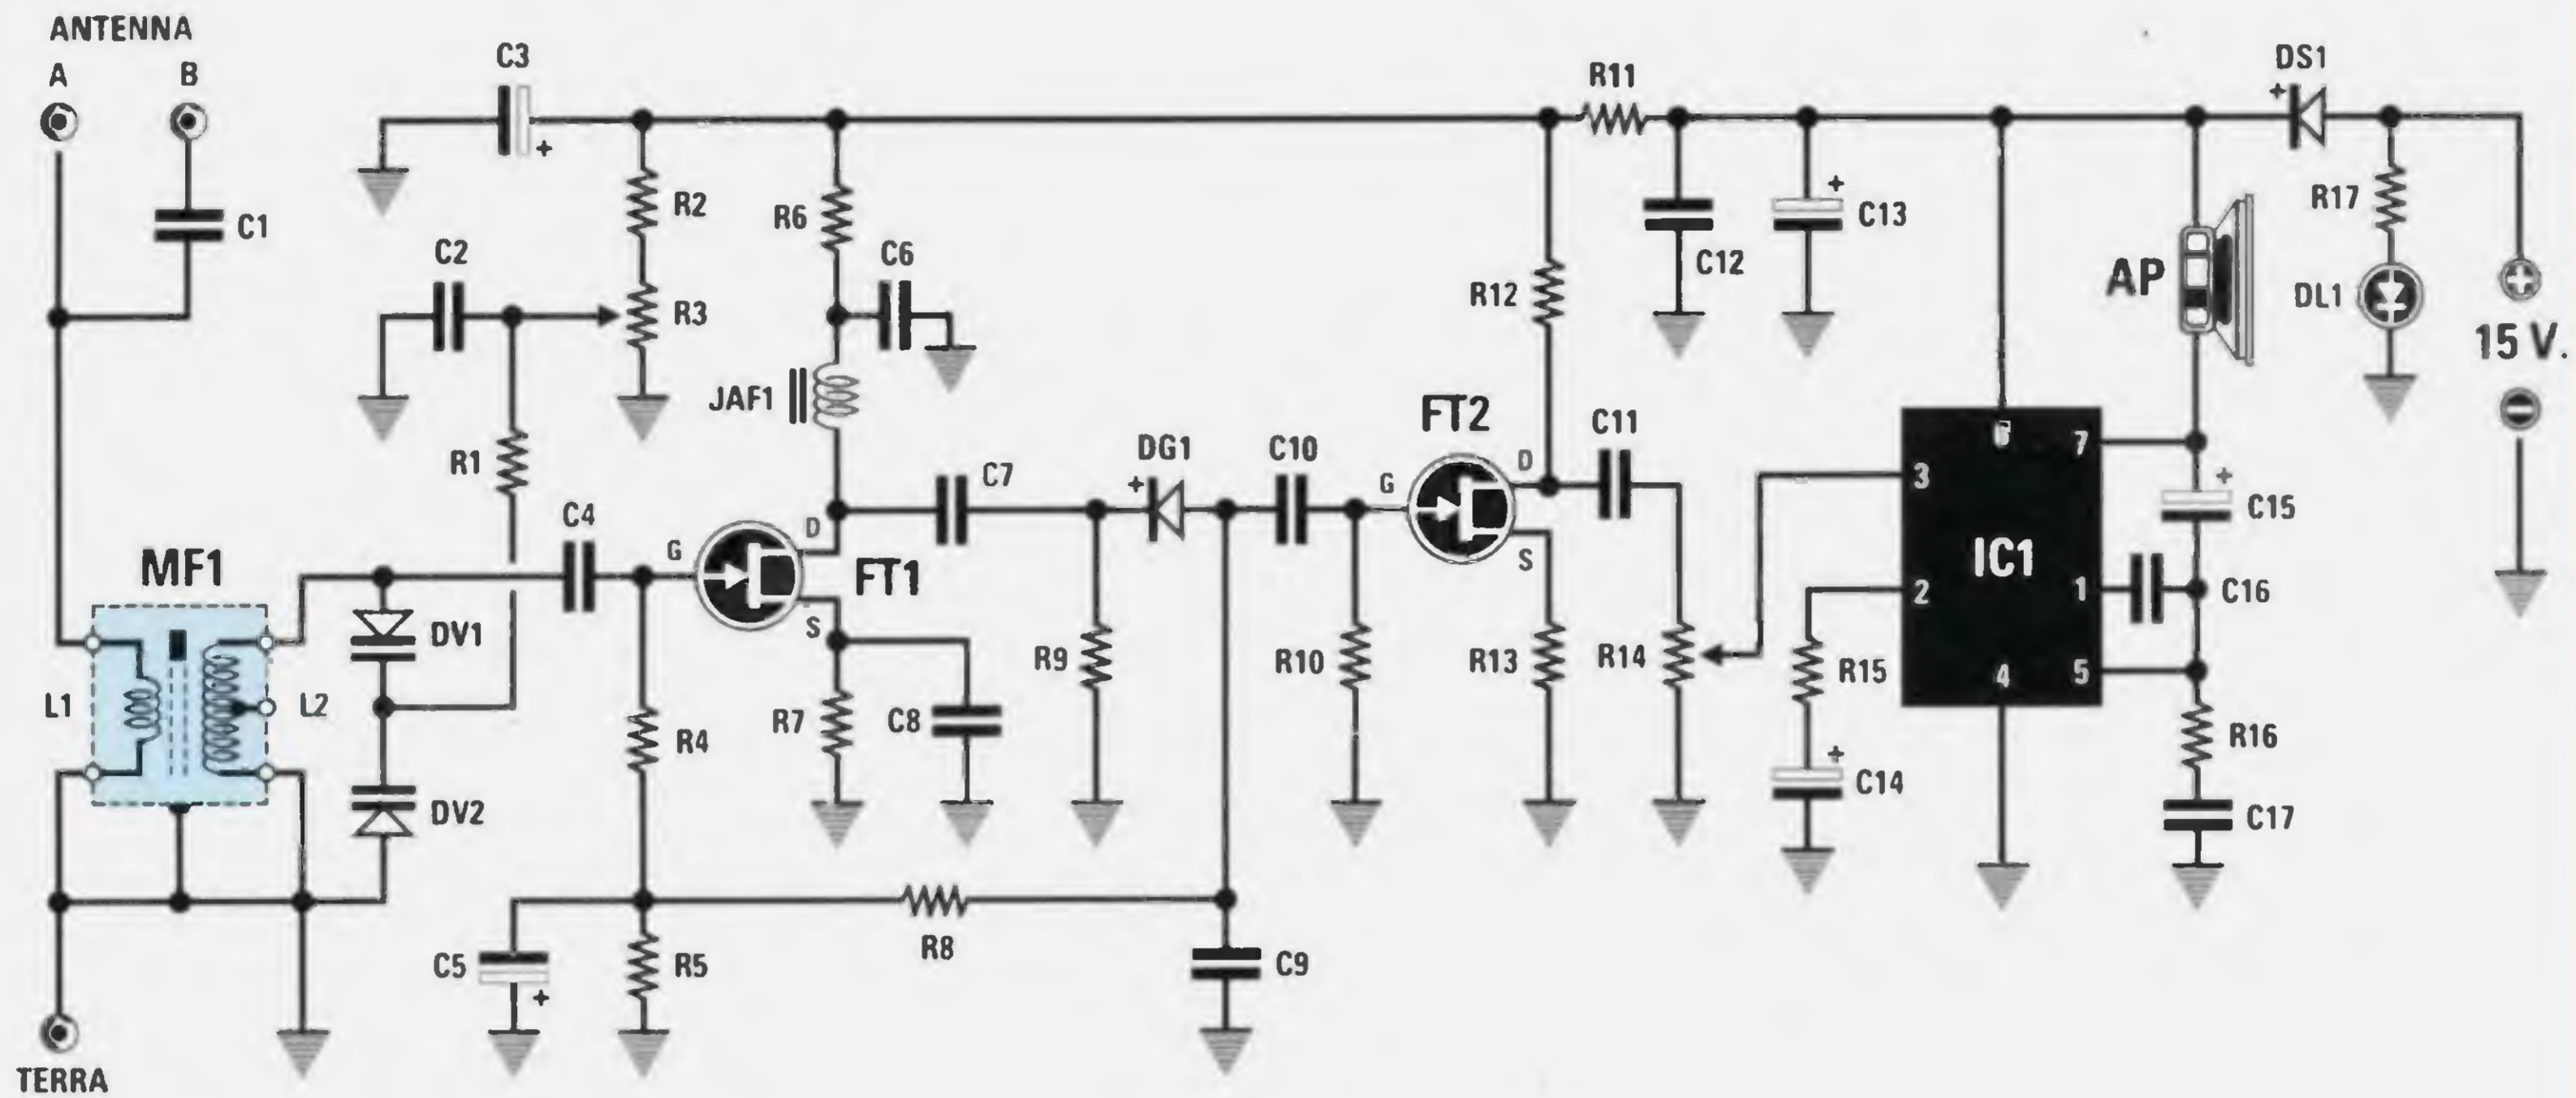 ANTENNA
A
B
C1
C3
+
R2
R6
C2
R3
C6
JAF1
R1
C4
G
D
S
FT1
C7
MF1
L1
L2
DV1
DV2
R4
R7
C8
R9
DG1
+
C10
FT2
G
D
S
C11
R10
R12
R13
R14
R11
C12
+
C13
DS1
+
R17
DL1
AP
15 V.
+
-
IC1
6
7
3
2
1
4
5
+
C15
C16
R15
+
C14
R16
C17
C5
+
R5
R8
C9
TERRA